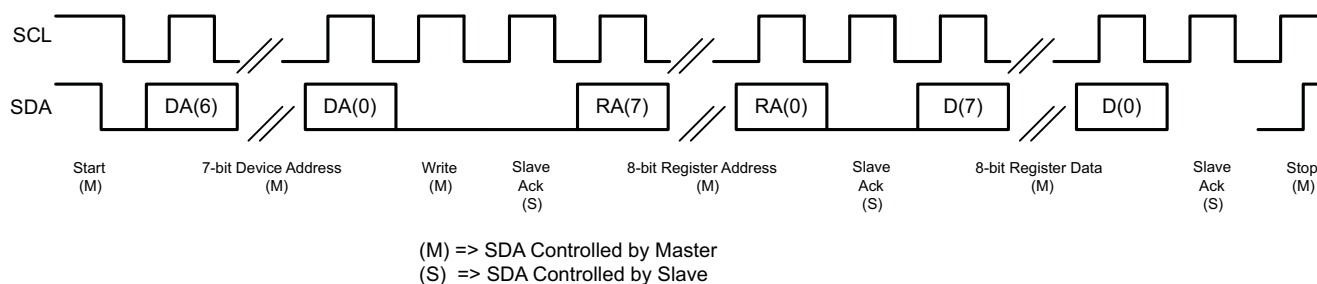 SCL
SDA
DA(6)
DA(0)
RA(7)
RA(0)
D(7)
D(0)
Start
(M)
7-bit Device Address
(M)
Write
(M)
Slave
Ack
(S)
8-bit Register Address
(M)
Slave
Ack
(S)
8-bit Register Data
(M)
Slave
Ack
(S)
Stop
(M)
(M) => SDA Controlled by Master
(S) => SDA Controlled by Slave